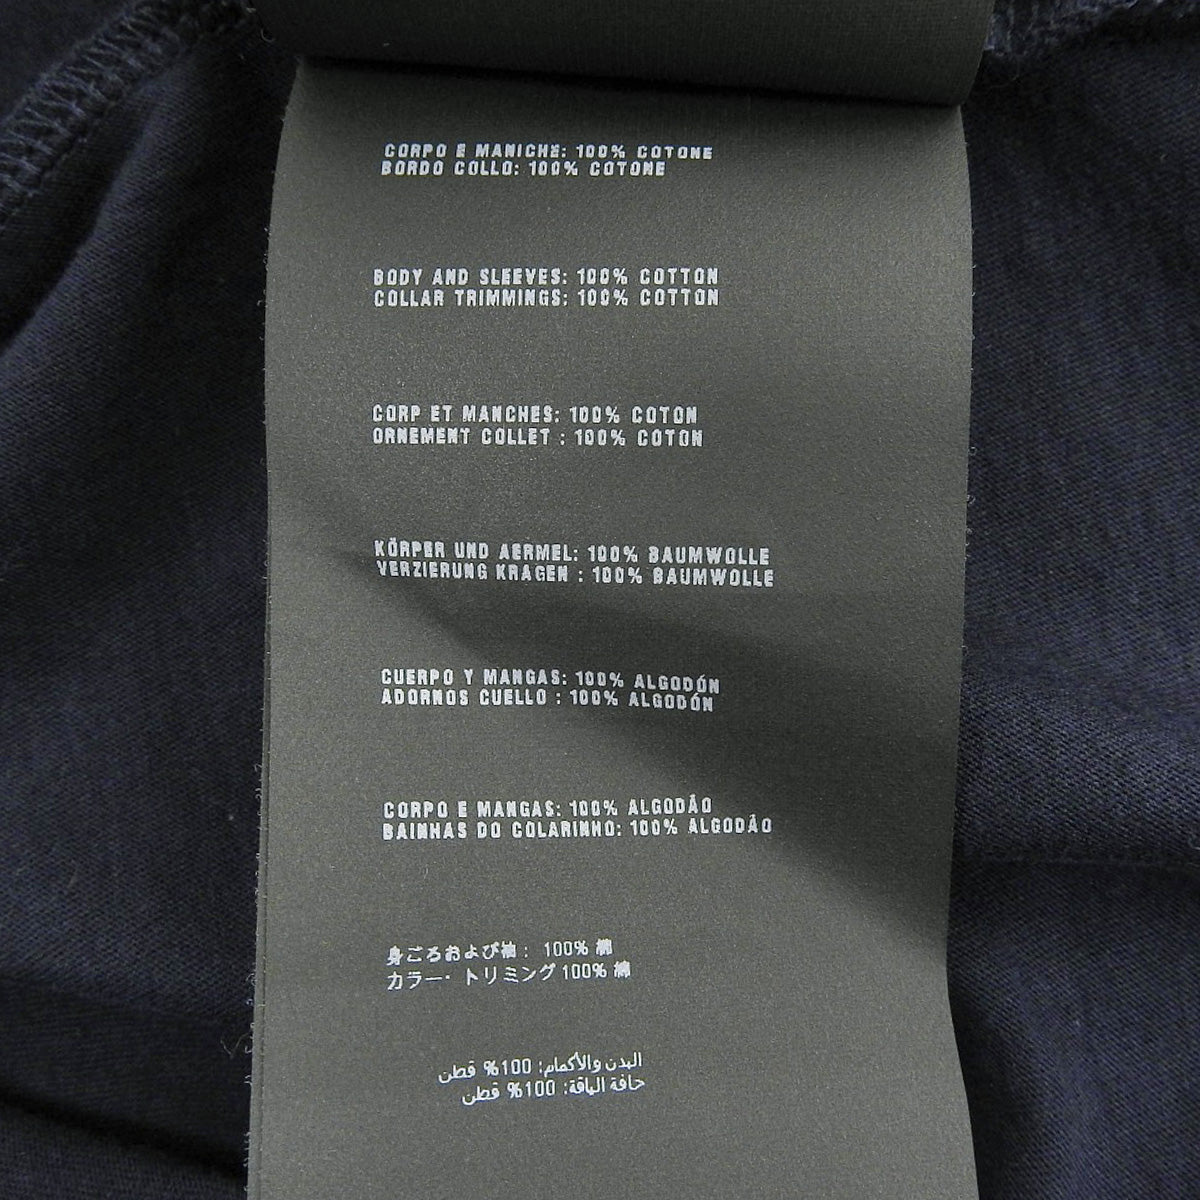 CORPO E MANICHE: 100% COTONE
BORDO COLLO: 100% COTONE
BODY AND SLEEVES: 100% COTTON
COLLAR TRIMMINGS: 100% COTTON
CORP ET MANCHES: 100% COTON
ORNEMENT COLLET : 100% COTON
KÖRPER UND AERMEL: 100% BAUMWOLLE
VERZIERUNG KRAGEN : 100% BAUMWOLLE
CUERPO Y MANGAS: 100% ALGODÓN
ADORNOS CUELLO : 100% ALGODÓN
CORPO E MANGAS: 100% ALGODÃO
BAINHAS DO COLARINHO: 100% ALGODÃO
身ごろおよび袖： 100% 綿
カラー・トリミング 100% 綿
البدن والأكمام: 100% قطن
حافة الياقة: 100% قطن